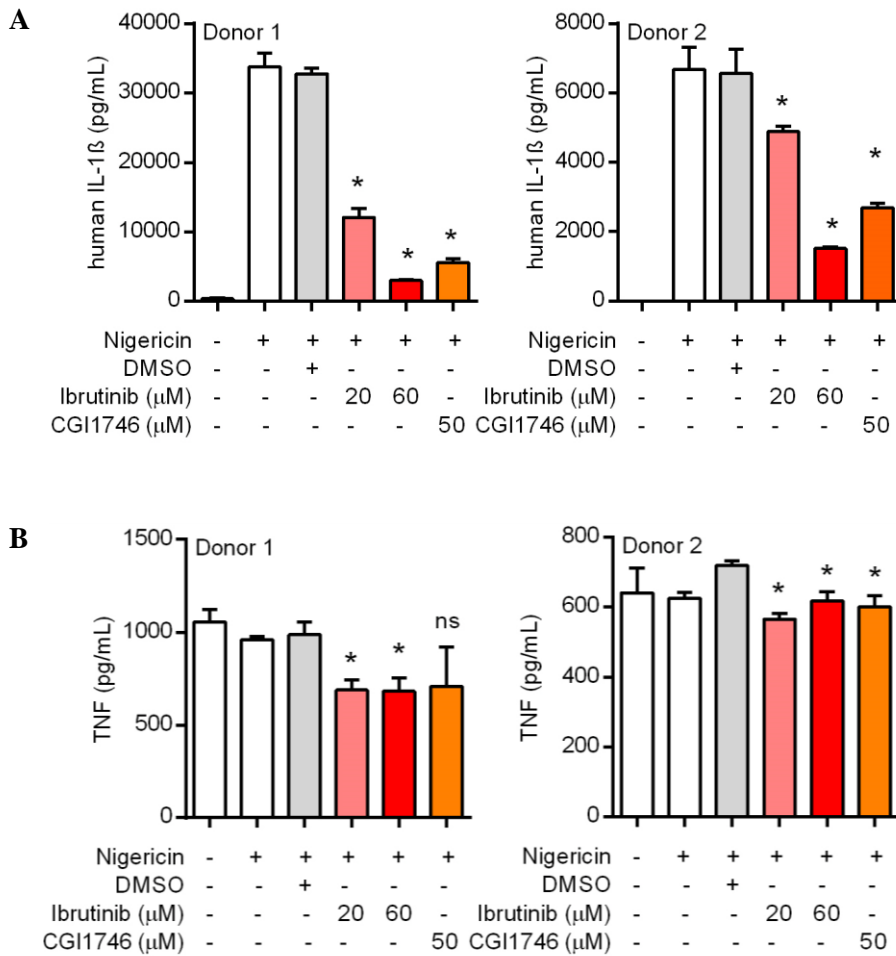 A
Donor 1
human IL-1ß (pg/mL)
40000
30000
20000
10000
0
* * *
Nigericin - + + + + +
DMSO - - + - - -
Ibrutinib (μM) - - - 20 60 -
CGI1746 (μM) - - - - - 50
Donor 2
human IL-1ß (pg/mL)
8000
6000
4000
2000
0
* * *
Nigericin - + + + + +
DMSO - - + - - -
Ibrutinib (μM) - - - 20 60 -
CGI1746 (μM) - - - - - 50
B
Donor 1
TNF (pg/mL)
1500
1000
500
0
* * ns
Nigericin - + + + + +
DMSO - - + - - -
Ibrutinib (μM) - - - 20 60 -
CGI1746 (μM) - - - - - 50
Donor 2
TNF (pg/mL)
800
600
400
200
0
* * *
Nigericin - + + + + +
DMSO - - + - - -
Ibrutinib (μM) - - - 20 60 -
CGI1746 (μM) - - - - - 50